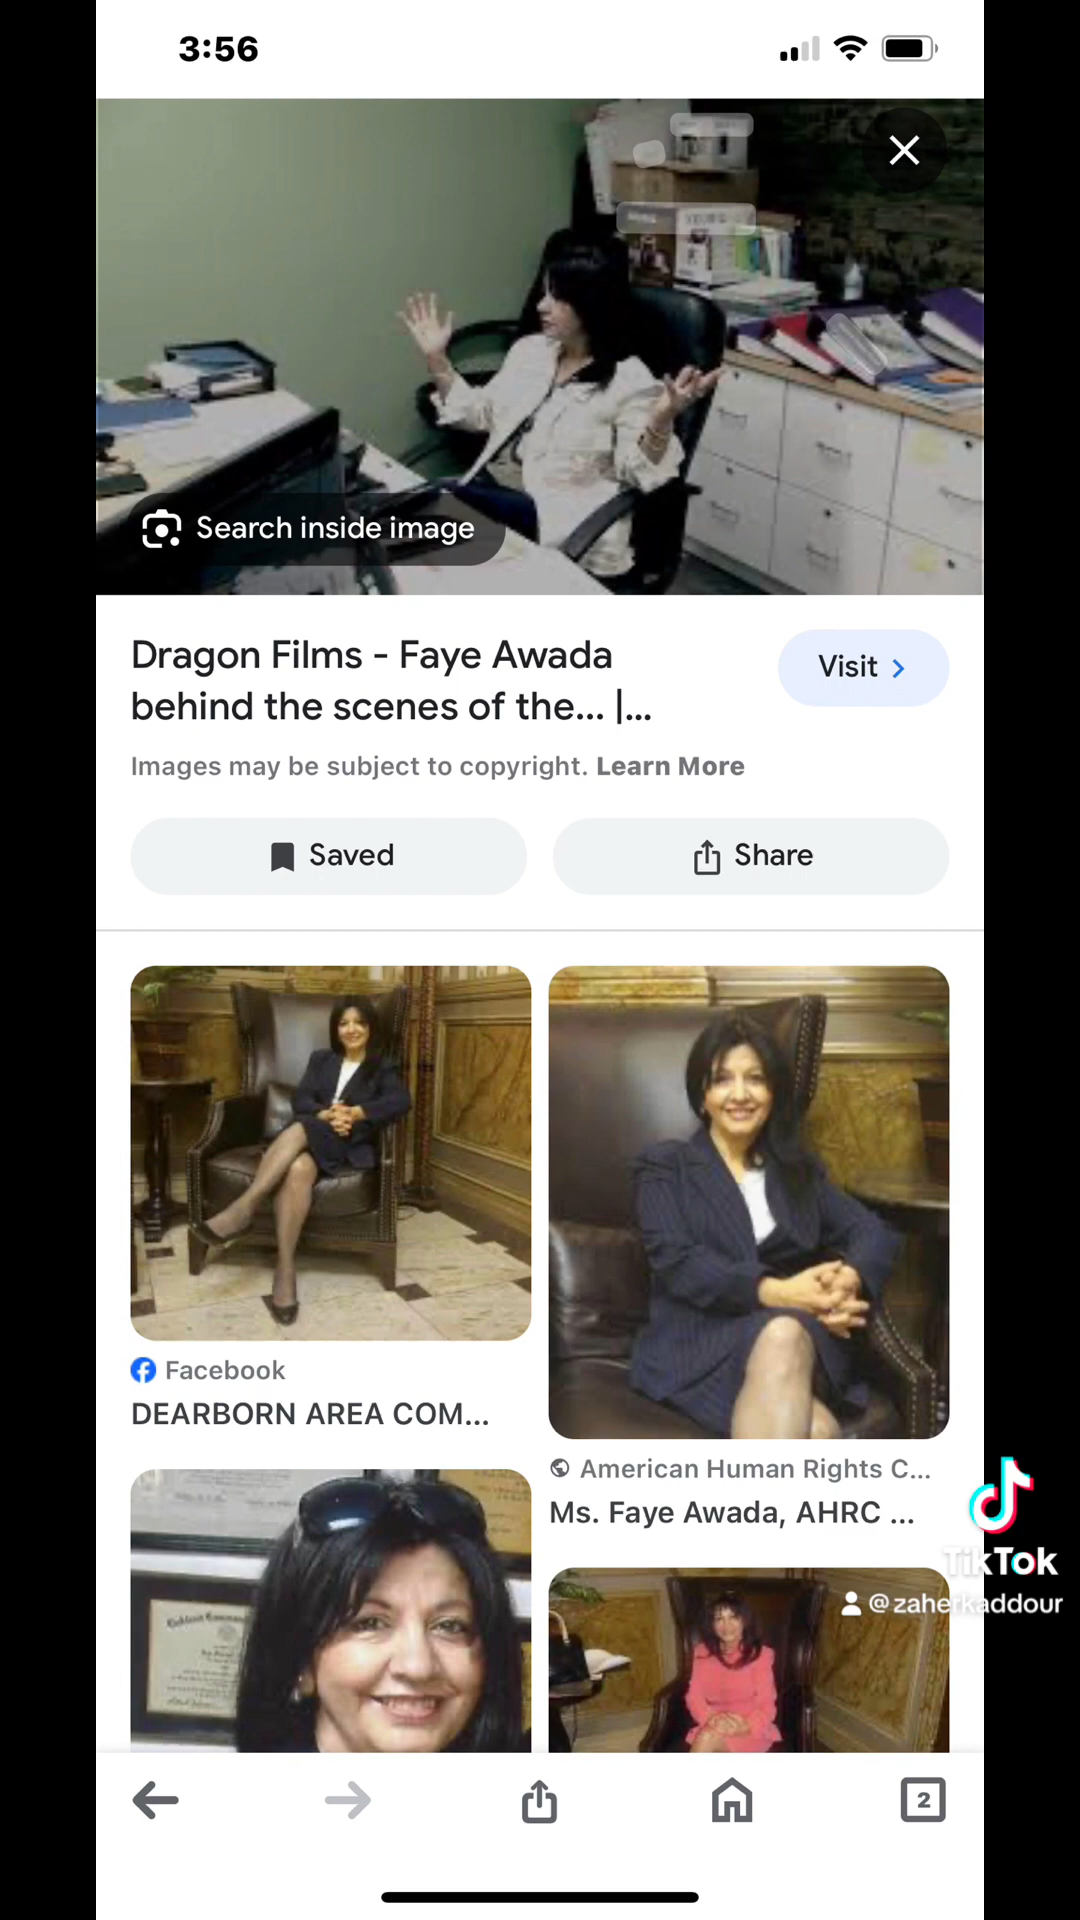 3:56
Search inside image
Dragon Films - Faye Awada
behind the scenes of the... |...
Visit
Images may be subject to copyright. Learn More
Saved
Share
Facebook
DEARBORN AREA COM...
American Human Rights C...
Ms. Faye Awada, AHRC ...
TikTok
@zaherkaddour
2